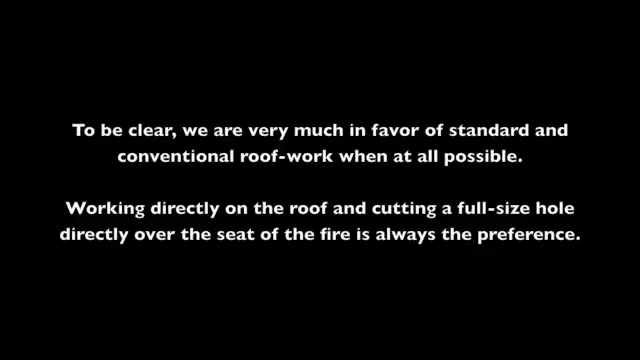 To be clear, we are very much in favor of standard and
conventional roof-work when at all possible.
Working directly on the roof and cutting a full-size hole
directly over the seat of the fire is always the preference.